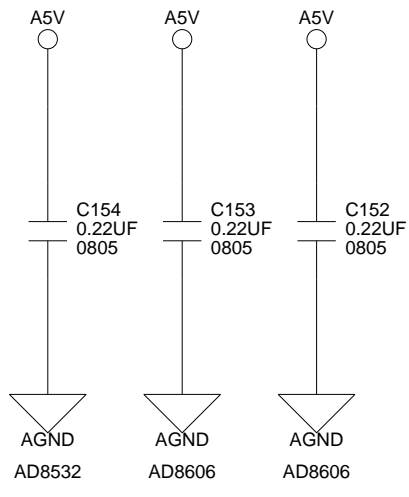 A5V
A5V
A5V
C154
0.22UF
0805
C153
0.22UF
0805
C152
0.22UF
0805
AGND
AGND
AGND
AD8532
AD8606
AD8606